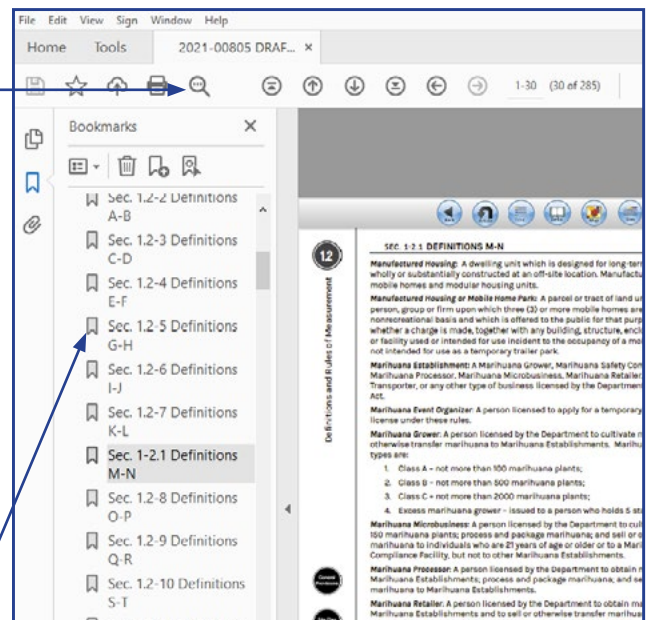 File Edit View Sign Window Help
Home Tools 2021-00805 DRAF... ×
1-30 (30 of 285)
Bookmarks ×
Sec. 1.2-2 Definitions
A-B
Sec. 1.2-3 Definitions
C-D
Sec. 1.2-4 Definitions
E-F
Sec. 1.2-5 Definitions
G-H
Sec. 1.2-6 Definitions
I-J
Sec. 1.2-7 Definitions
K-L
Sec. 1-2.1 Definitions
M-N
Sec. 1.2-8 Definitions
O-P
Sec. 1.2-9 Definitions
Q-R
Sec. 1.2-10 Definitions
S-T
1.2
Definitions and Rules of Measurement
SEC. 1-2.1 DEFINITIONS M-N
Manufactured Housing: A dwelling unit which is designed for long-term
wholly or substantially constructed at an off-site location. Manufactu
mobile homes and modular housing units.
Manufactured Housing or Mobile Home Park: A parcel or tract of land u
person, group or firm upon which three (3) or more mobile homes are
nonrecreational basis and which is offered to the public for that purp
whether a charge is made, together with any building, structure, encl
or facility used or intended for use incident to the occupancy of a mo
not intended for use as a temporary trailer park.
Marihuana Establishment: A Marihuana Grower, Marihuana Safety Com
Marihuana Processor, Marihuana Microbusiness, Marihuana Retailer
Transporter, or any other type of business licensed by the Department
Act.
Marihuana Event Organizer: A person licensed to apply for a temporary
license under these rules.
Marihuana Grower: A person licensed by the Department to cultivate m
otherwise transfer marihuana to Marihuana Establishments. Marihu
types are:
1. Class A – not more than 100 marihuana plants;
2. Class B – not more than 500 marihuana plants;
3. Class C – not more than 2000 marihuana plants;
4. Excess marihuana grower – issued to a person who holds 5 sta
Marihuana Microbusiness: A person licensed by the Department to cult
150 marihuana plants; process and package marihuana; and sell or o
marihuana to individuals who are 21 years of age or older or to a Mari
Compliance Facility, but not to other Marihuana Establishments.
Marihuana Processor: A person licensed by the Department to obtain m
Marihuana Establishments; process and package marihuana; and se
marihuana to Marihuana Establishments.
Marihuana Retailer: A person licensed by the Department to obtain ma
Marihuana Establishments and to sell or otherwise transfer marihua